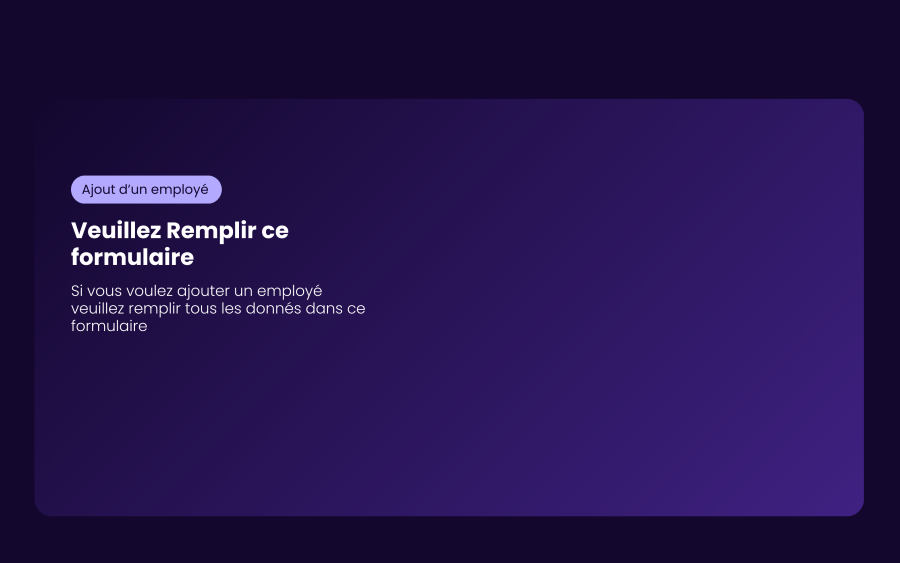 Ajout d’un employé
Veuillez Remplir ce
formulaire
Si vous voulez ajouter un employé
veuillez remplir tous les donnés dans ce
formulaire